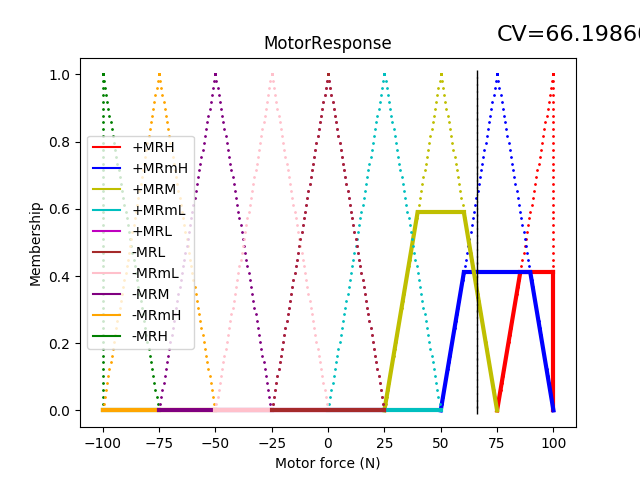 CV=66.1986
MotorResponse
Membership
1.0
0.8
0.6
0.4
0.2
0.0
+MRH
+MRmH
+MRM
+MRmL
+MRL
-MRL
-MRmL
-MRM
-MRmH
-MRH
−100 −75 −50 −25 0 25 50 75 100
Motor force (N)